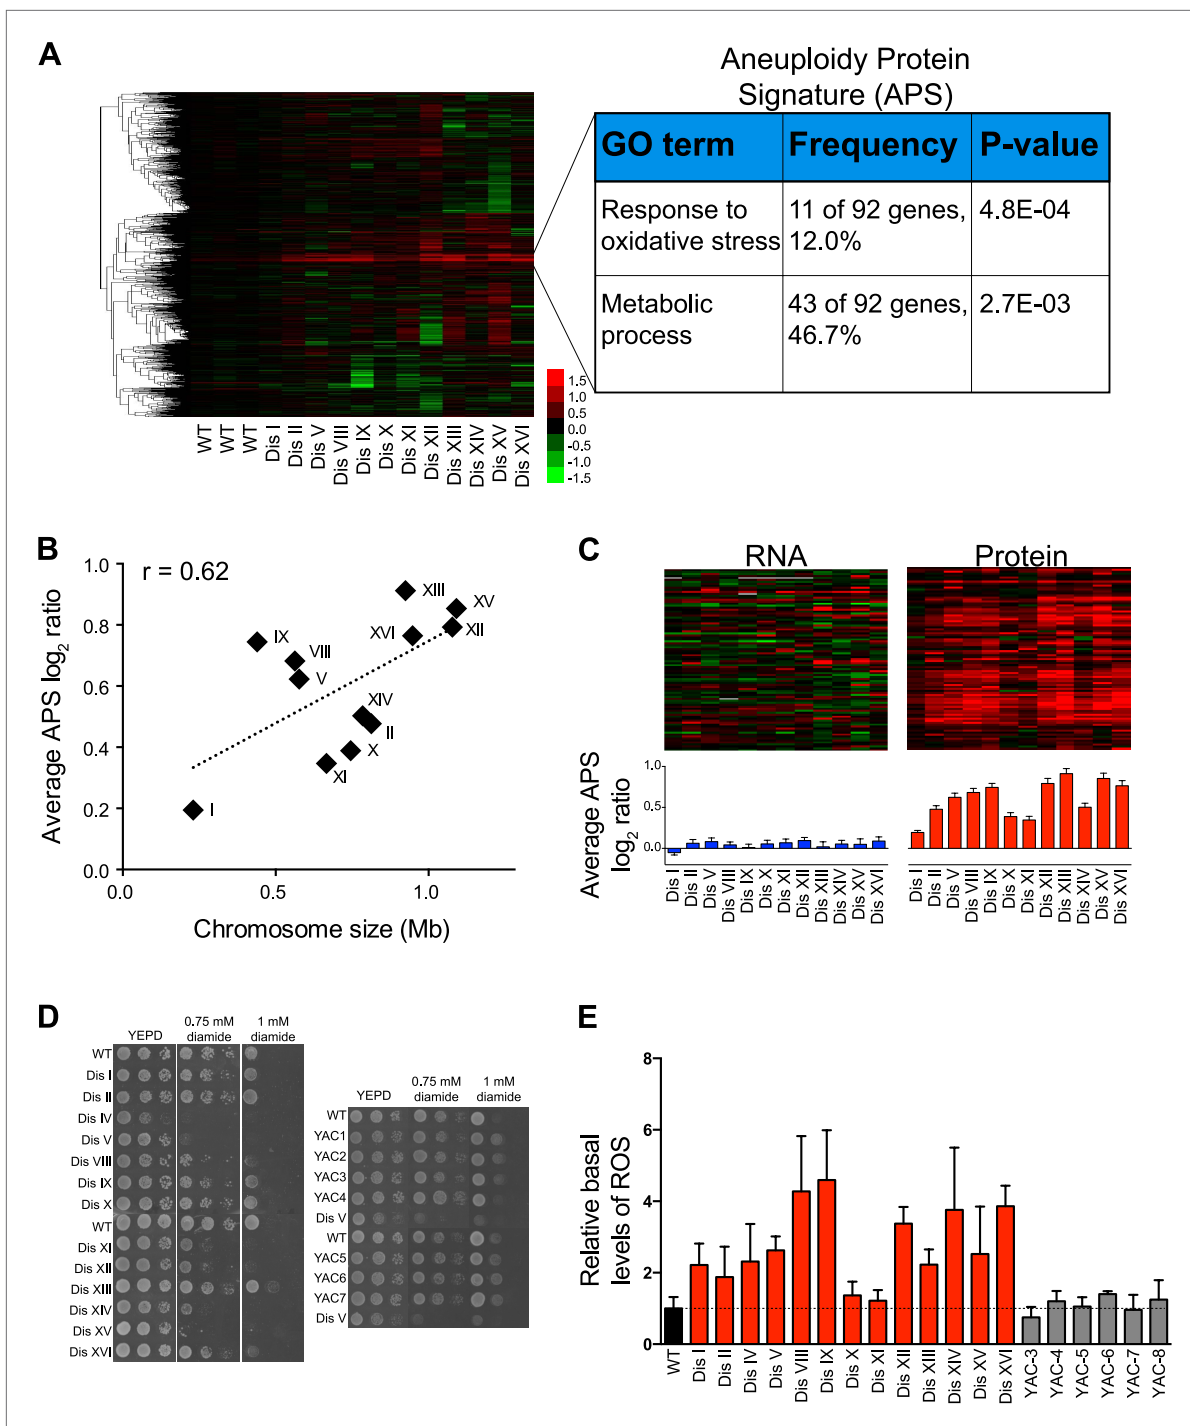 A
Aneuploidy Protein
Signature (APS)
GO term Frequency P-value
Response to oxidative stress 11 of 92 genes, 12.0% 4.8E-04
Metabolic process 43 of 92 genes, 46.7% 2.7E-03
1.5
1.0
0.5
0.0
-0.5
-1.0
-1.5
WT WT WT Dis I Dis II Dis V Dis VIII Dis IX Dis X Dis XI Dis XII Dis XIII Dis XIV Dis XV Dis XVI
B
r = 0.62
Average APS log2 ratio
1.0
0.8
0.6
0.4
0.2
0.0
XIII
XV
XVI
XII
IX
VIII
V
XIV
II
X
XI
I
0.0 0.5 1.0
Chromosome size (Mb)
C
RNA Protein
Average APS
log2 ratio
1.0
0.5
0.0
Dis I Dis II Dis V Dis VIII Dis IX Dis X Dis XI Dis XII Dis XIII Dis XIV Dis XV Dis XVI
1.0
0.5
0.0
Dis I Dis II Dis V Dis VIII Dis IX Dis X Dis XI Dis XII Dis XIII Dis XIV Dis XV Dis XVI
D
YEPD 0.75 mM diamide 1 mM diamide
WT
Dis I
Dis II
Dis IV
Dis V
Dis VIII
Dis IX
Dis X
WT
Dis XI
Dis XII
Dis XIII
Dis XIV
Dis XV
Dis XVI
YEPD 0.75 mM diamide 1 mM diamide
WT
YAC1
YAC2
YAC3
YAC4
Dis V
WT
YAC5
YAC6
YAC7
Dis V
E
Relative basal
levels of ROS
8
6
4
2
0
WT Dis I Dis II Dis IV Dis V Dis VIII Dis IX Dis X Dis XI Dis XII Dis XIII Dis XIV Dis XV Dis XVI YAC-3 YAC-4 YAC-5 YAC-6 YAC-7 YAC-8